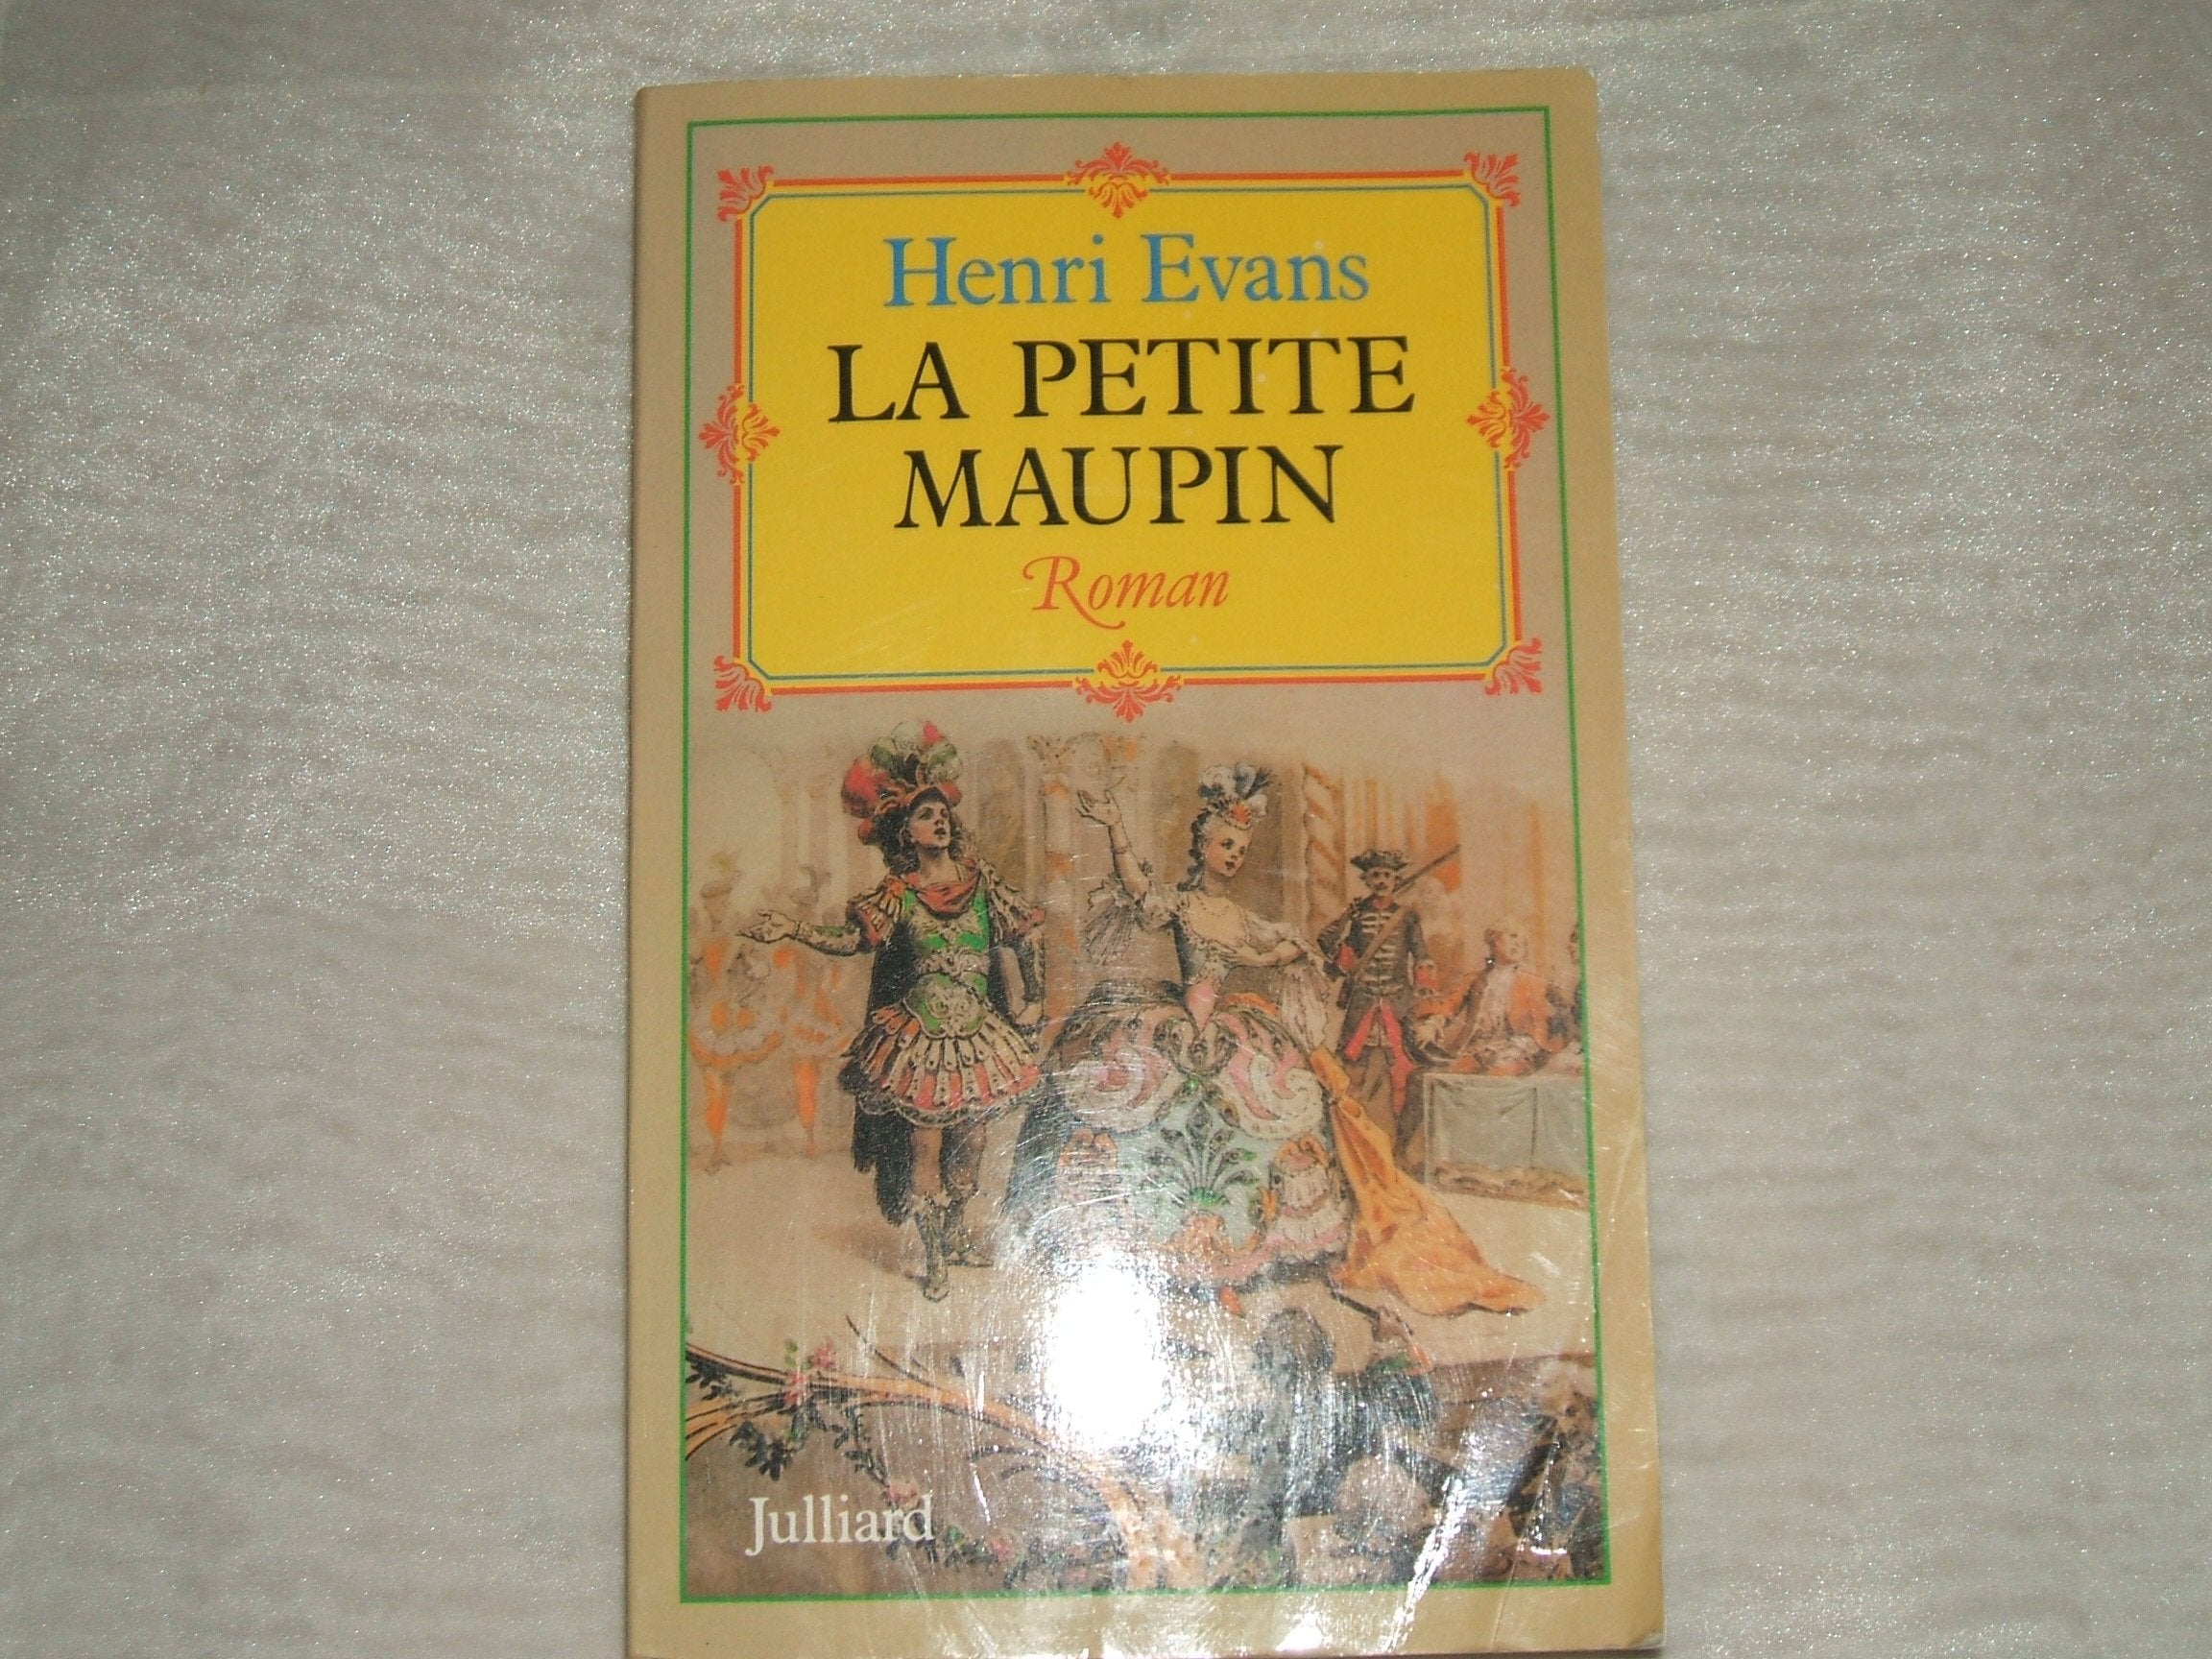 Henri Evans
LA PETITE
MAUPIN
Roman
Julliard